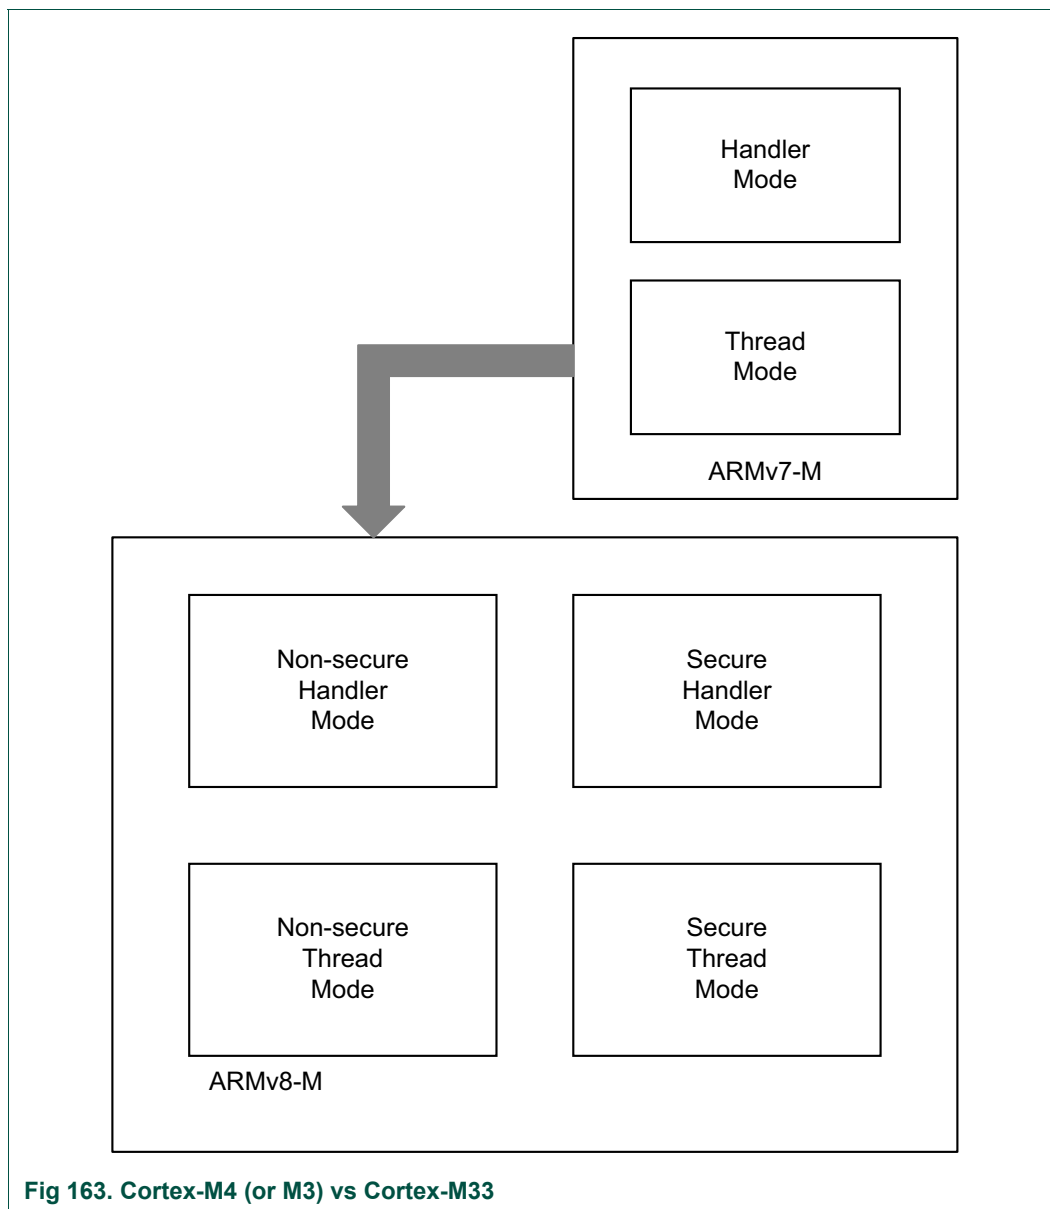 Handler
Mode
Thread
Mode
ARMv7-M
Non-secure
Handler
Mode
Secure
Handler
Mode
Non-secure
Thread
Mode
Secure
Thread
Mode
ARMv8-M
Fig 163. Cortex-M4 (or M3) vs Cortex-M33